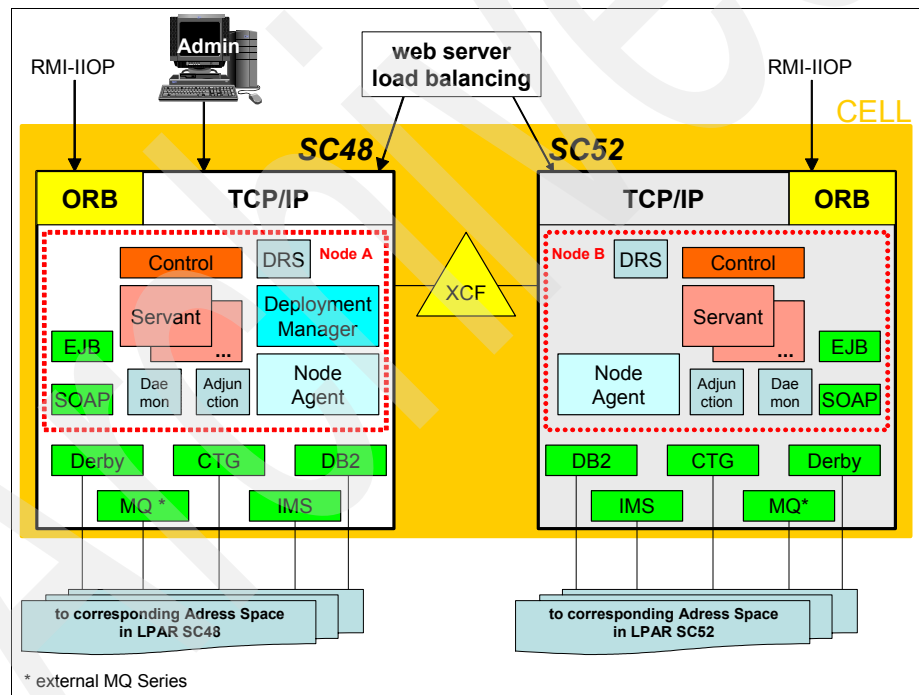 Admin
web server
load balancing
RMI-IIOP
RMI-IIOP
CELL
SC48
SC52
ORB
TCP/IP
TCP/IP
ORB
Control
DRS
Node A
Servant
...
Deployment
Manager
EJB
SOAP
Dae
mon
Adjun
ction
Node
Agent
XCF
Node B
DRS
Control
Servant
...
Node
Agent
Adjun
ction
Dae
mon
EJB
SOAP
Derby
CTG
DB2
MQ *
IMS
DB2
CTG
Derby
IMS
MQ*
to corresponding Adress Space
in LPAR SC48
to corresponding Adress Space
in LPAR SC52
* external MQ Series